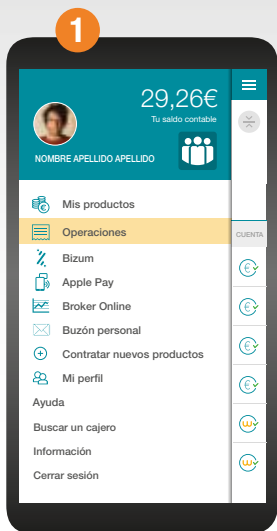 1
29,26€
Tu saldo contable
NOMBRE APELLIDO APELLIDO
Mis productos
Operaciones
CUENTA
Bizum
Apple Pay
Broker Online
Buzón personal
Contratar nuevos productos
Mi perfil
Ayuda
Buscar un cajero
Información
Cerrar sesión